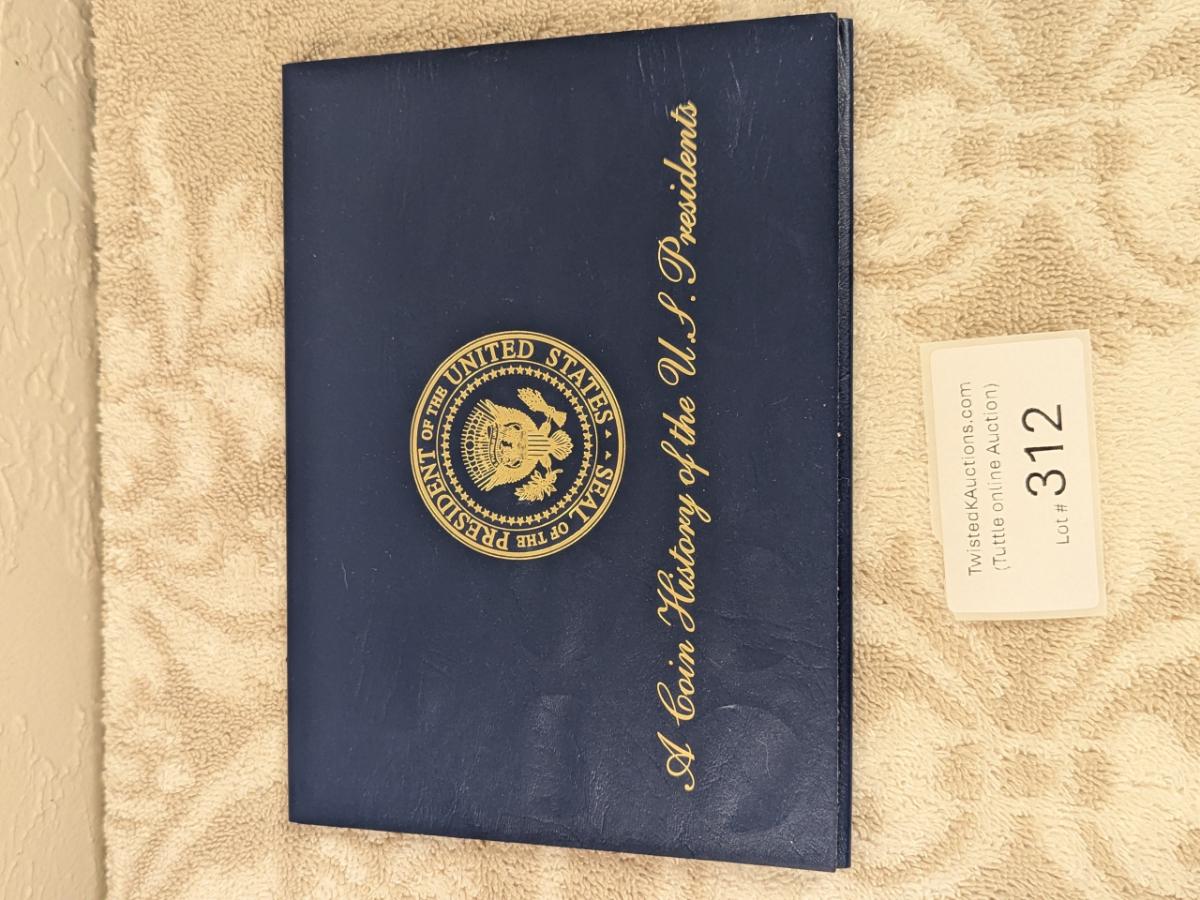 SEAL OF THE PRESIDENT OF THE UNITED STATES
A Coin History of the U.S. Presidents
TwistedKAuctions.com
(Tuttle online Auction)
Lot # 312